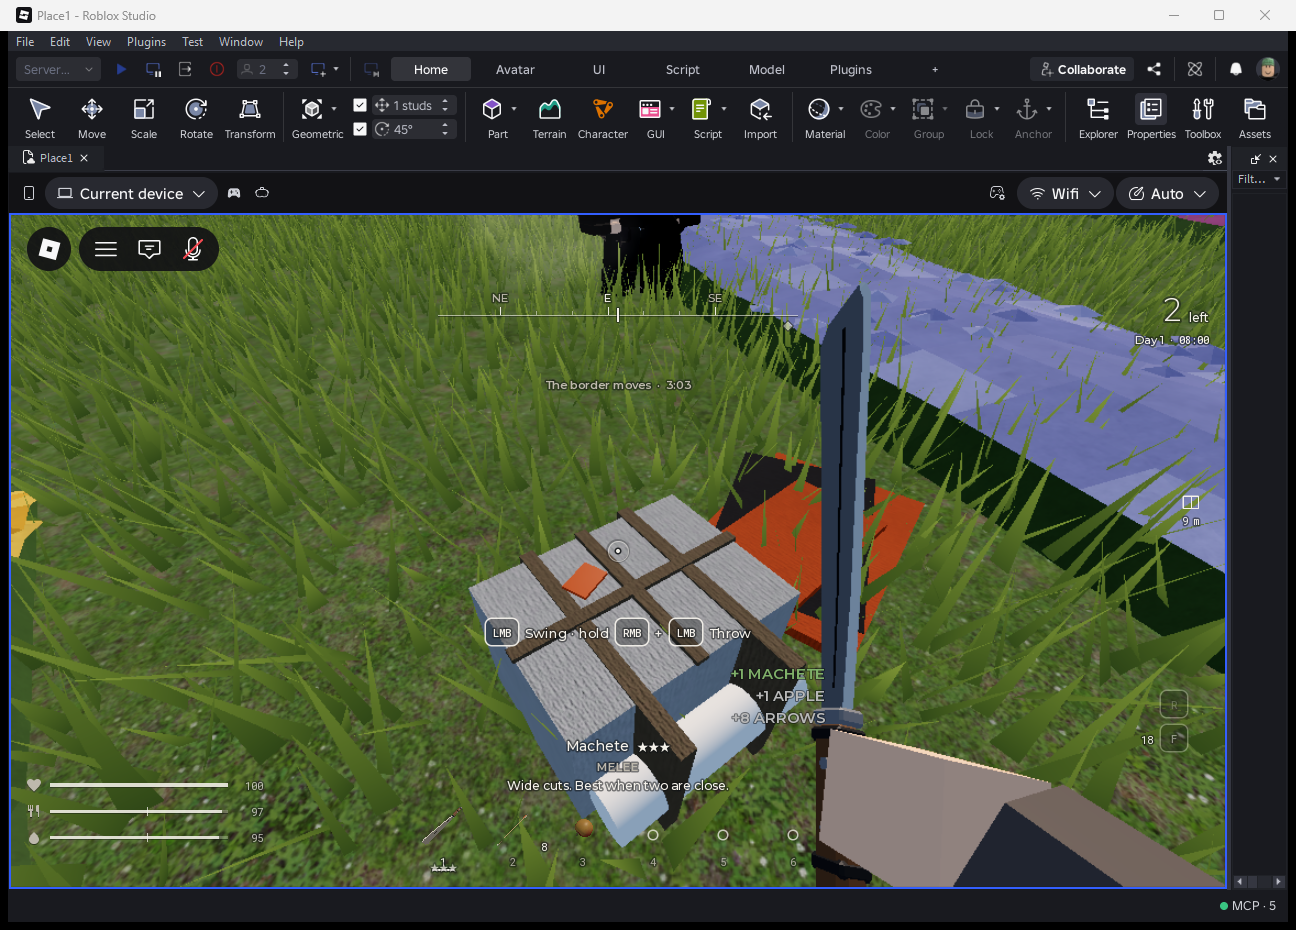 Place1 - Roblox Studio
File Edit View Plugins Test Window Help
Server... 2 Home Avatar UI Script Model Plugins + Collaborate
1 studs
45°
Select Move Scale Rotate Transform Geometric Part Terrain Character GUI Script Import Material Color Group Lock Anchor Explorer Properties Toolbox Assets
Place1
Filt...
Current device Wifi Auto
NE E SE
2 left
Day 1 · 08:00
The border moves · 3:03
9 m
LMB Swing · hold RMB + LMB Throw
+1 MACHETE
+1 APPLE
+8 ARROWS
R
18 F
Machete ★★★
MELEE
Wide cuts. Best when two are close.
100
97
95
8
1 2 3 4 5 6
★★★
MCP · 5